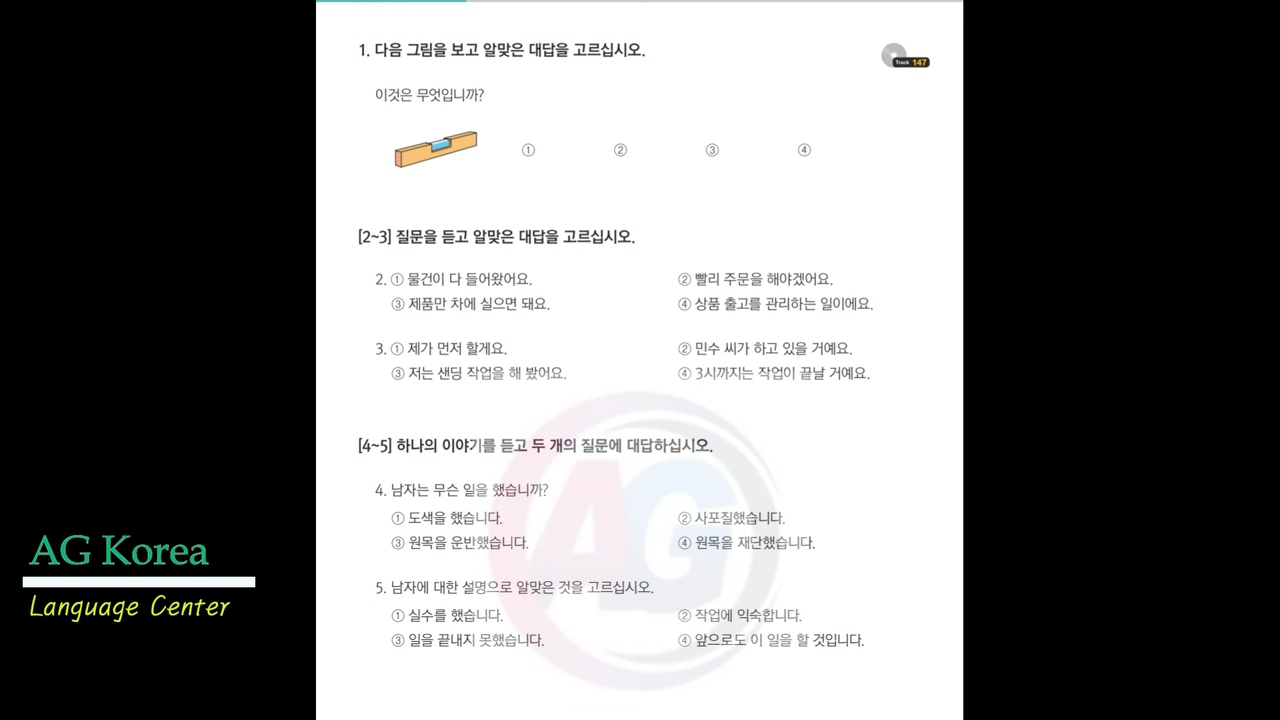 1. 다음 그림을 보고 알맞은 대답을 고르십시오.
Track 147
이것은 무엇입니까?
① ② ③ ④
[2~3] 질문을 듣고 알맞은 대답을 고르십시오.
2. ① 물건이 다 들어왔어요. ② 빨리 주문을 해야겠어요.
③ 제품만 차에 실으면 돼요. ④ 상품 출고를 관리하는 일이에요.
3. ① 제가 먼저 할게요. ② 민수 씨가 하고 있을 거예요.
③ 저는 샌딩 작업을 해 봤어요. ④ 3시까지는 작업이 끝날 거예요.
[4~5] 하나의 이야기를 듣고 두 개의 질문에 대답하십시오.
4. 남자는 무슨 일을 했습니까?
① 도색을 했습니다. ② 사포질했습니다.
③ 원목을 운반했습니다. ④ 원목을 재단했습니다.
5. 남자에 대한 설명으로 알맞은 것을 고르십시오.
① 실수를 했습니다. ② 작업에 익숙합니다.
③ 일을 끝내지 못했습니다. ④ 앞으로도 이 일을 할 것입니다.
AG
AG Korea
Language Center